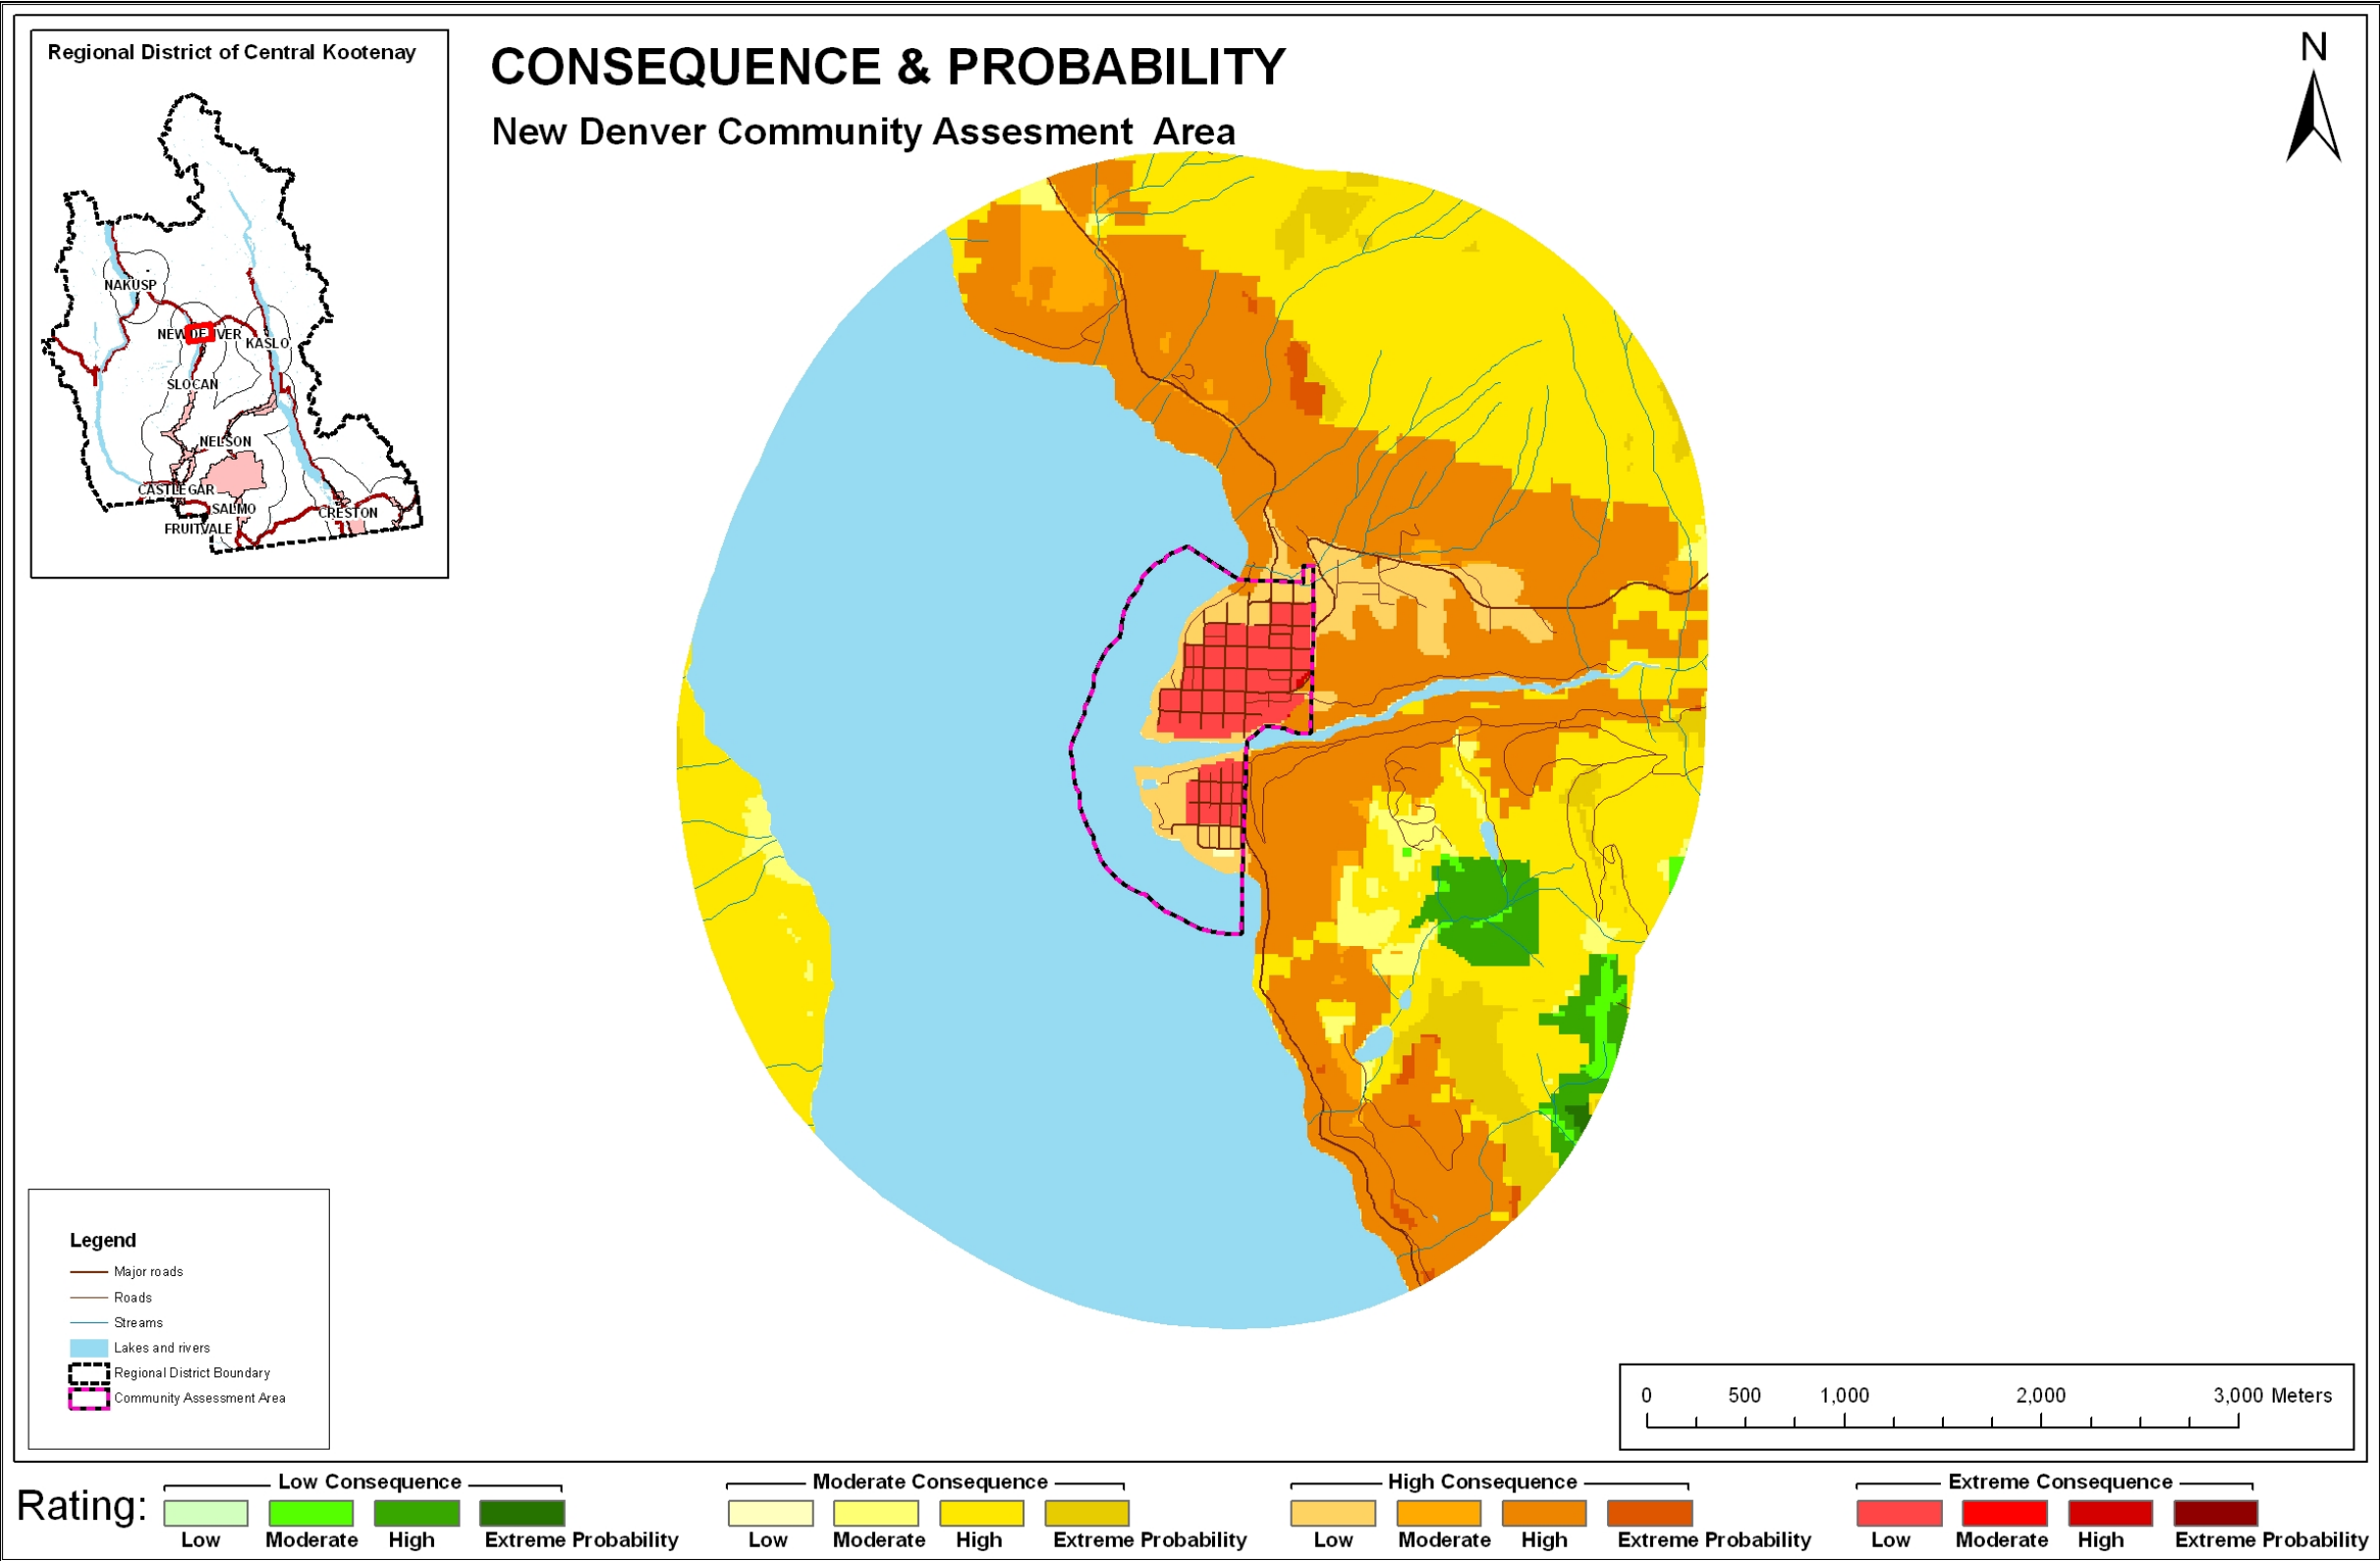 Regional District of Central Kootenay
NAKUSP
NEW DENVER
KASLO
SLOCAN
NELSON
CASTLEGAR
SALMO
FRUITVALE
CRESTON
CONSEQUENCE & PROBABILITY
New Denver Community Assesment Area
N
Legend
Major roads
Roads
Streams
Lakes and rivers
Regional District Boundary
Community Assessment Area
0 500 1,000 2,000 3,000 Meters
Rating:
Low Consequence
Low Moderate High Extreme Probability
Moderate Consequence
Low Moderate High Extreme Probability
High Consequence
Low Moderate High Extreme Probability
Extreme Consequence
Low Moderate High Extreme Probability